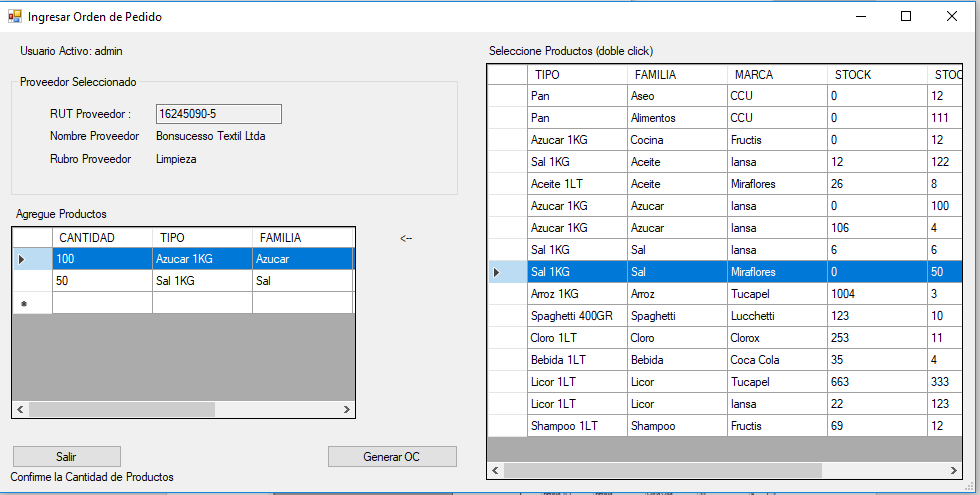 Ingresar Orden de Pedido
Usuario Activo: admin
Proveedor Seleccionado
RUT Proveedor : 16245090-5
Nombre Proveedor Bonsucesso Textil Ltda
Rubro Proveedor Limpieza
Agregue Productos
CANTIDAD TIPO FAMILIA
100 Azucar 1KG Azucar
50 Sal 1KG Sal
<--
Salir
Generar OC
Confirme la Cantidad de Productos
Seleccione Productos (doble click)
TIPO FAMILIA MARCA STOCK STOC
Pan Aseo CCU 0 12
Pan Alimentos CCU 0 111
Azucar 1KG Cocina Fructis 0 12
Sal 1KG Aceite Iansa 12 122
Aceite 1LT Aceite Miraflores 26 8
Azucar 1KG Azucar Iansa 0 100
Azucar 1KG Azucar Iansa 106 4
Sal 1KG Sal Iansa 6 6
Sal 1KG Sal Miraflores 0 50
Arroz 1KG Arroz Tucapel 1004 3
Spaghetti 400GR Spaghetti Lucchetti 123 10
Cloro 1LT Cloro Clorox 253 11
Bebida 1LT Bebida Coca Cola 35 4
Licor 1LT Licor Tucapel 663 333
Licor 1LT Licor Iansa 22 123
Shampoo 1LT Shampoo Fructis 69 12